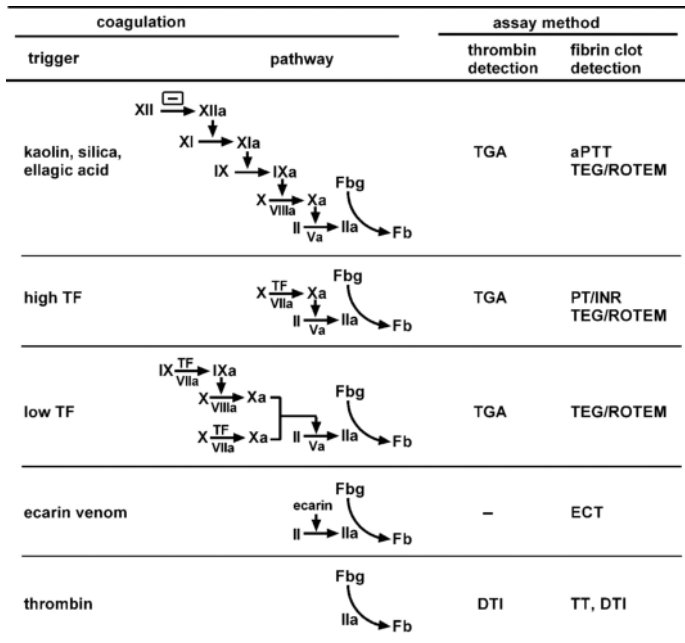 coagulation assay method
trigger pathway thrombin detection fibrin clot detection
XII − XIIa
XI XIa
kaolin, silica, ellagic acid
IX IXa
TGA
aPTT
TEG/ROTEM
Fbg
X VIIIa Xa
II Va IIa
Fb
high TF
X TF VIIa Xa
Fbg
II Va IIa
Fb
TGA
PT/INR
TEG/ROTEM
low TF
IX TF VIIa IXa
X VIIIa Xa
X TF VIIa Xa
Fbg
II Va IIa
Fb
TGA
TEG/ROTEM
ecarin venom
ecarin
Fbg
II IIa
Fb
–
ECT
thrombin
Fbg
IIa
Fb
DTI
TT, DTI